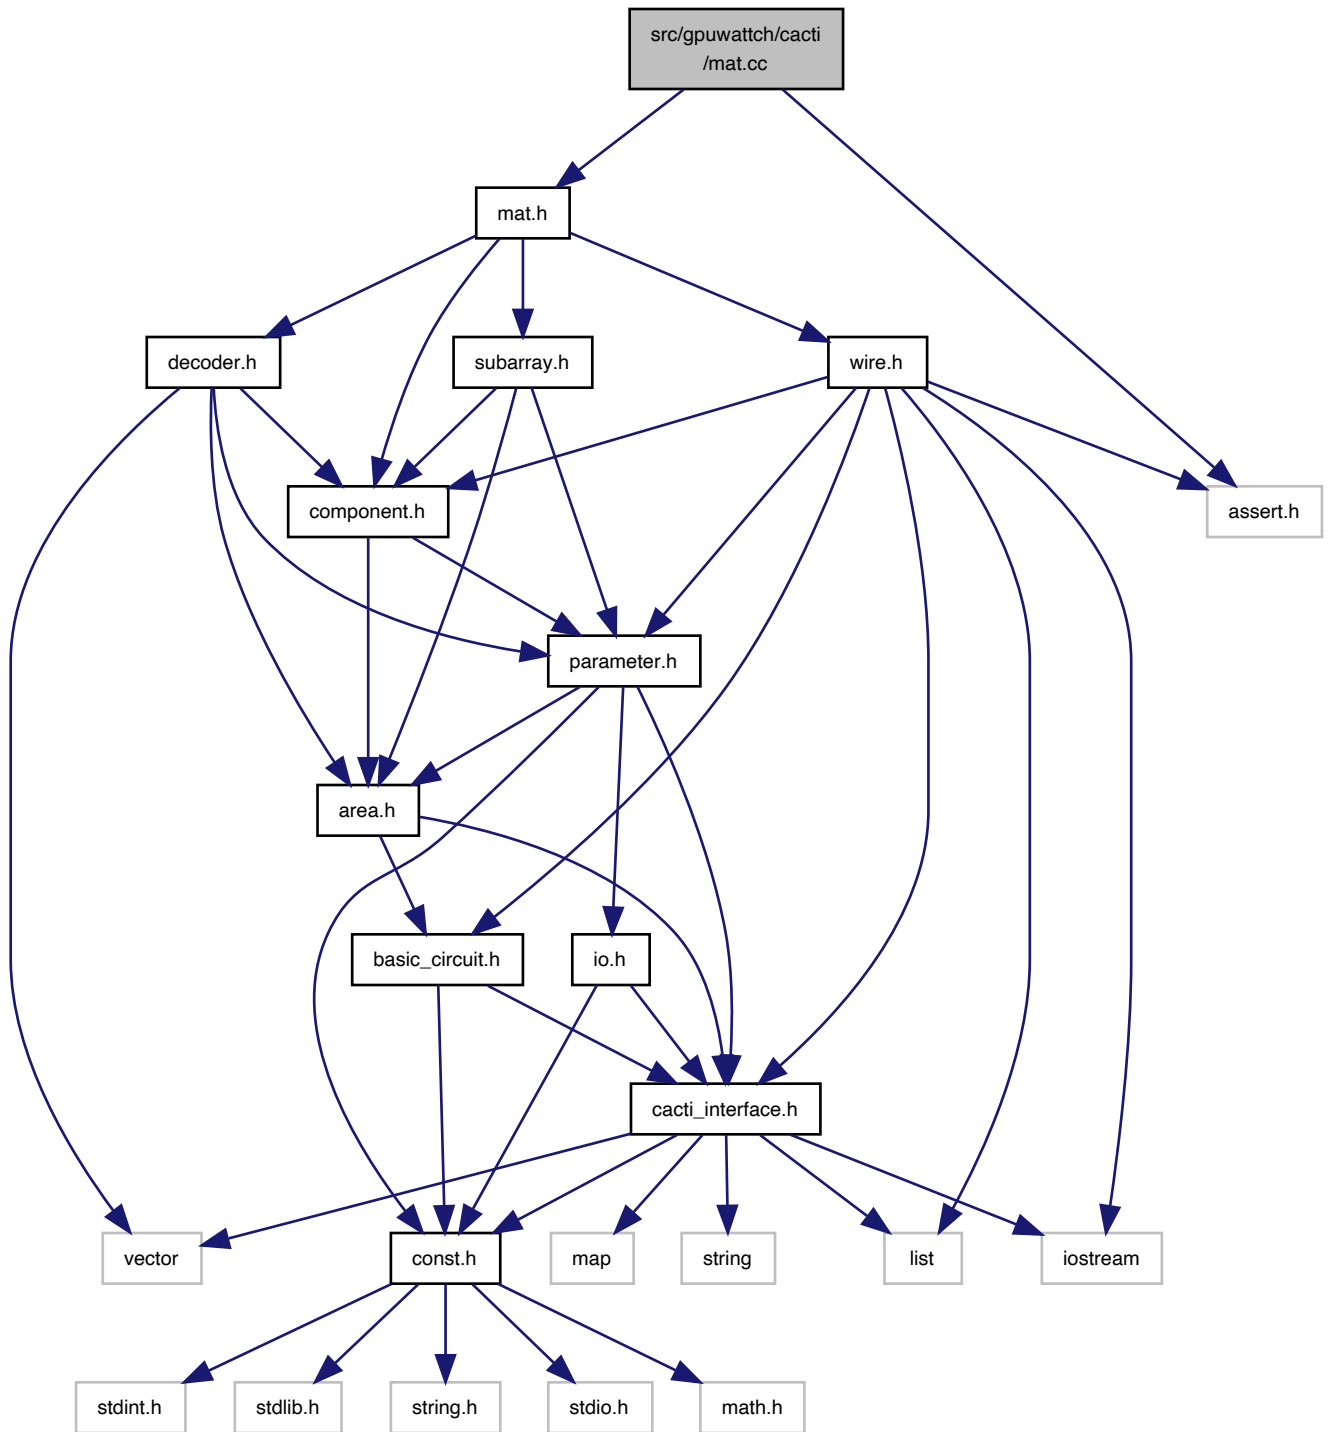 src/gpuwattch/cacti
/mat.cc
mat.h
decoder.h
subarray.h
wire.h
component.h
assert.h
parameter.h
area.h
basic_circuit.h
io.h
cacti_interface.h
vector
const.h
map
string
list
iostream
stdint.h
stdlib.h
string.h
stdio.h
math.h